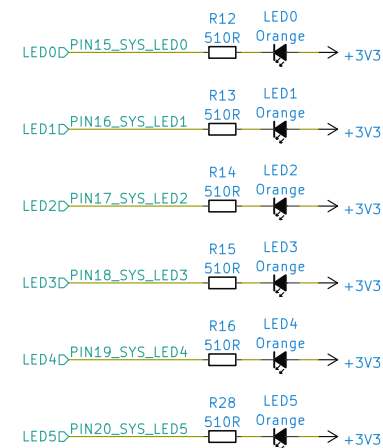 R12 LED0
510R Orange
LED0 PIN15_SYS_LED0 +3V3
R13 LED1
510R Orange
LED1 PIN16_SYS_LED1 +3V3
R14 LED2
510R Orange
LED2 PIN17_SYS_LED2 +3V3
R15 LED3
510R Orange
LED3 PIN18_SYS_LED3 +3V3
R16 LED4
510R Orange
LED4 PIN19_SYS_LED4 +3V3
R28 LED5
510R Orange
LED5 PIN20_SYS_LED5 +3V3